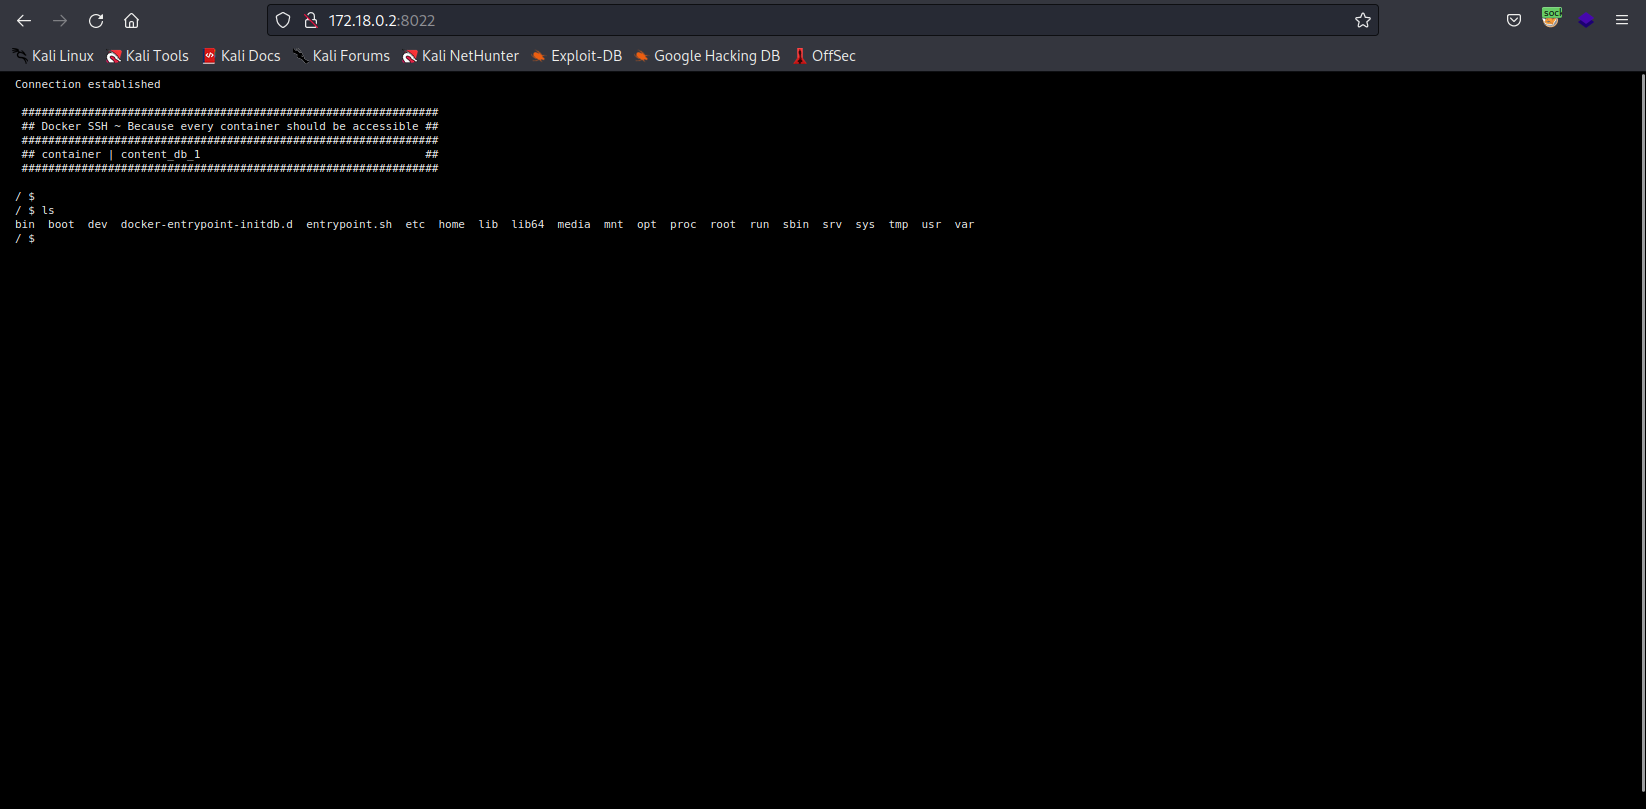 172.18.0.2:8022
soc
Kali Linux Kali Tools Kali Docs Kali Forums Kali NetHunter Exploit-DB Google Hacking DB OffSec
Connection established
###############################################################
## Docker SSH ~ Because every container should be accessible ##
###############################################################
## container | content_db_1                                  ##
###############################################################
/ $
/ $ ls
bin  boot  dev  docker-entrypoint-initdb.d  entrypoint.sh  etc  home  lib  lib64  media  mnt  opt  proc  root  run  sbin  srv  sys  tmp  usr  var
/ $